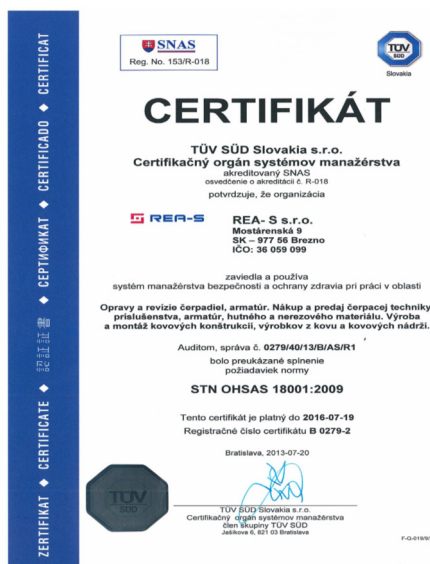 SNAS
Reg. No. 153/R-018
TÜV
SÜD
Slovakia
CERTIFIKÁT
TÜV SÜD Slovakia s.r.o.
Certifikačný orgán systémov manažérstva
akreditovaný SNAS
osvedčenie o akreditácii č. R-018
potvrdzuje, že organizácia
REA-S
REA- S s.r.o.
Mostárenská 9
SK – 977 56 Brezno
IČO: 36 059 099
zaviedla a používa
systém manažérstva bezpečnosti a ochrany zdravia pri práci v oblasti
Opravy a revízie čerpadiel, armatúr. Nákup a predaj čerpacej techniky
príslušenstva, armatúr, hutného a nerezového materiálu. Výroba
a montáž kovových konštrukcii, výrobkov z kovu a kovových nádrží.
Auditom, správa č. 0279/40/13/B/AS/R1
bolo preukázané splnenie
požiadaviek normy
STN OHSAS 18001:2009
Tento certifikát je platný do 2016-07-19
Registračné číslo certifikátu B 0279-2
Bratislava, 2013-07-20
TÜV SÜD Slovakia s.r.o.
Certifikačný orgán systémov manažérstva
člen skupiny TÜV SÜD
Jašíkova 6, 821 03 Bratislava
TÜV
SÜD
ZERTIFIKAT ◆ CERTIFICATE ◆ 認証証書 ◆ СЕРТИФИКАТ ◆ CERTIFICADO ◆ CERTIFICAT